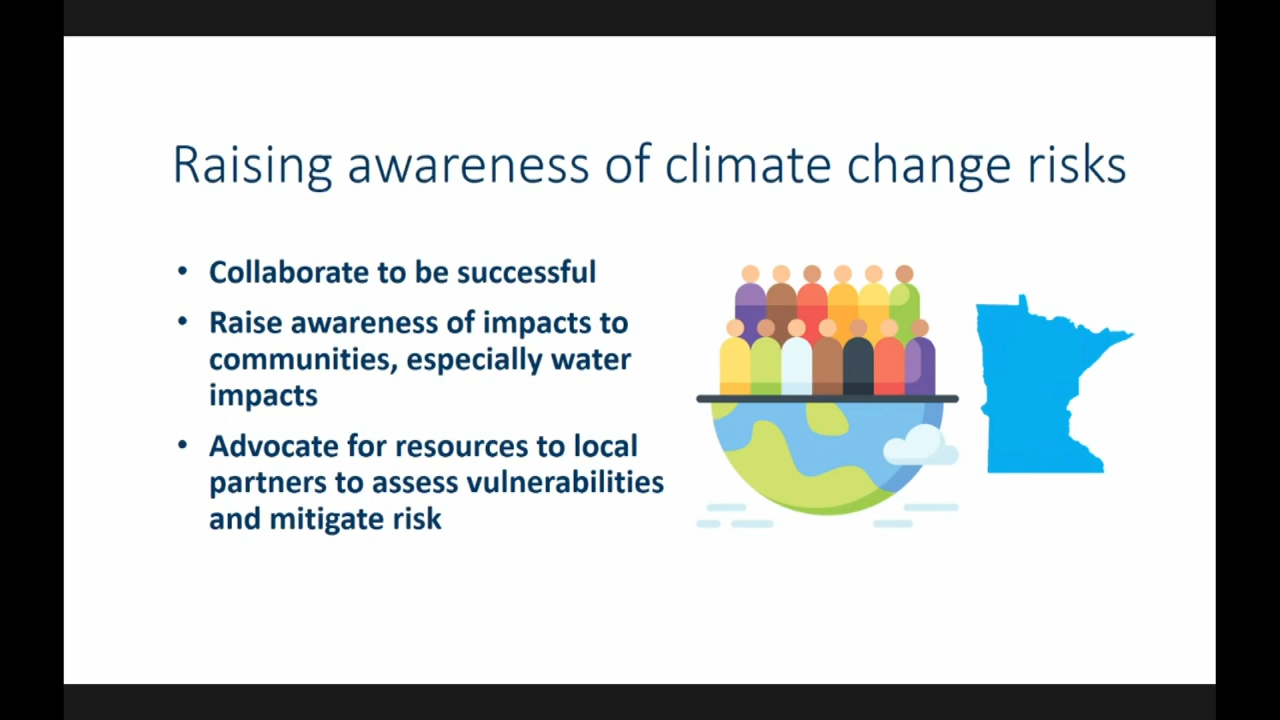 Raising awareness of climate change risks
• Collaborate to be successful
• Raise awareness of impacts to
communities, especially water
impacts
• Advocate for resources to local
partners to assess vulnerabilities
and mitigate risk